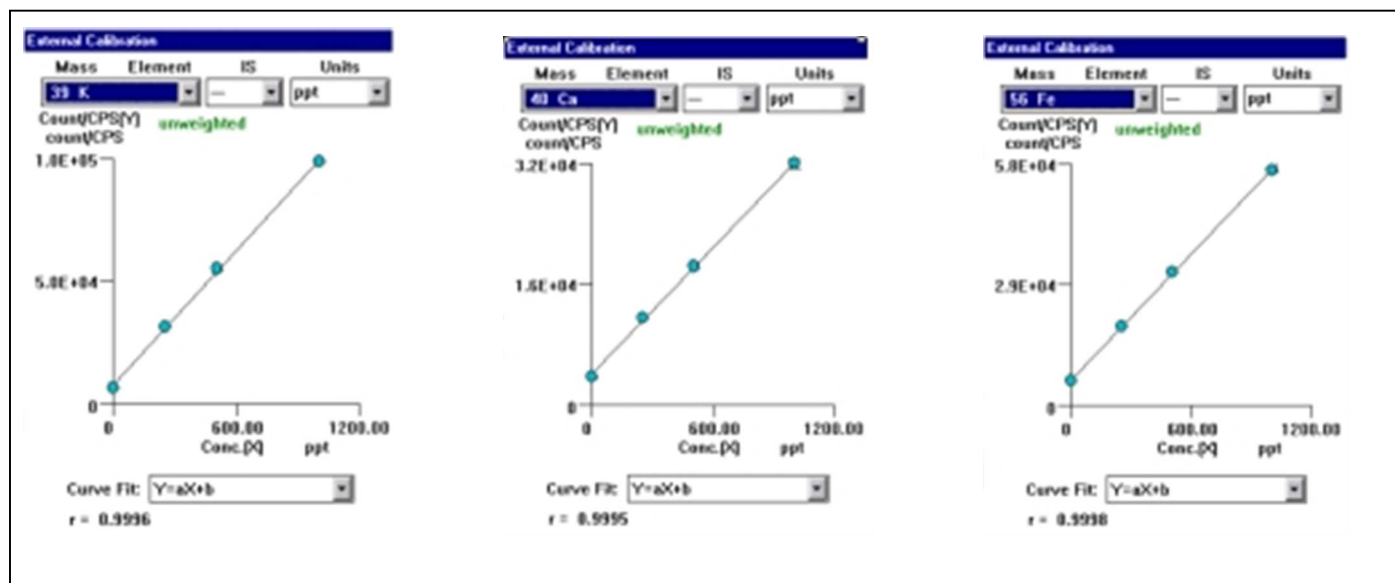 External Calibration
Mass Element IS Units
39 K --- ppt
Count/CPS(Y) unweighted
count/CPS
1.0E+05
5.0E+04
0
0 600.00 1200.00
Conc.(X) ppt
Curve Fit: Y=aX+b
r = 0.9996
External Calibration
Mass Element IS Units
40 Ca --- ppt
Count/CPS(Y) unweighted
count/CPS
3.2E+04
1.6E+04
0
0 600.00 1200.00
Conc.(X) ppt
Curve Fit: Y=aX+b
r = 0.9995
External Calibration
Mass Element IS Units
56 Fe --- ppt
Count/CPS(Y) unweighted
count/CPS
5.8E+04
2.9E+04
0
0 600.00 1200.00
Conc.(X) ppt
Curve Fit: Y=aX+b
r = 0.9998